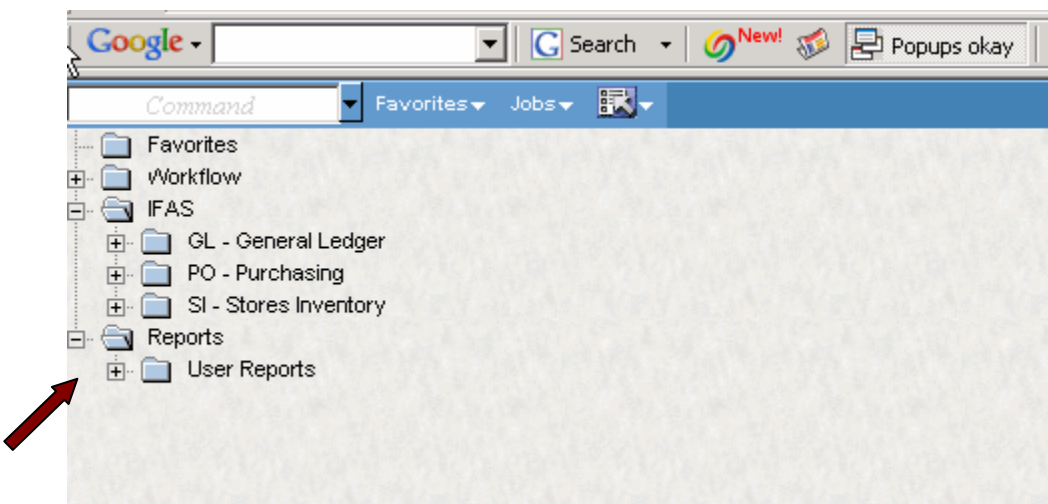 Google Search New! Popups okay
Command Favorites Jobs
Favorites
Workflow
IFAS
GL - General Ledger
PO - Purchasing
SI - Stores Inventory
Reports
User Reports